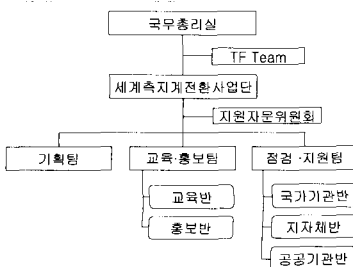 국무총리실
TF Team
세계측지계전환사업단
지원자문위원회
기획팀
교육·홍보팀
점검·지원팀
교육반
홍보반
국가기관반
지자체반
공공기관반